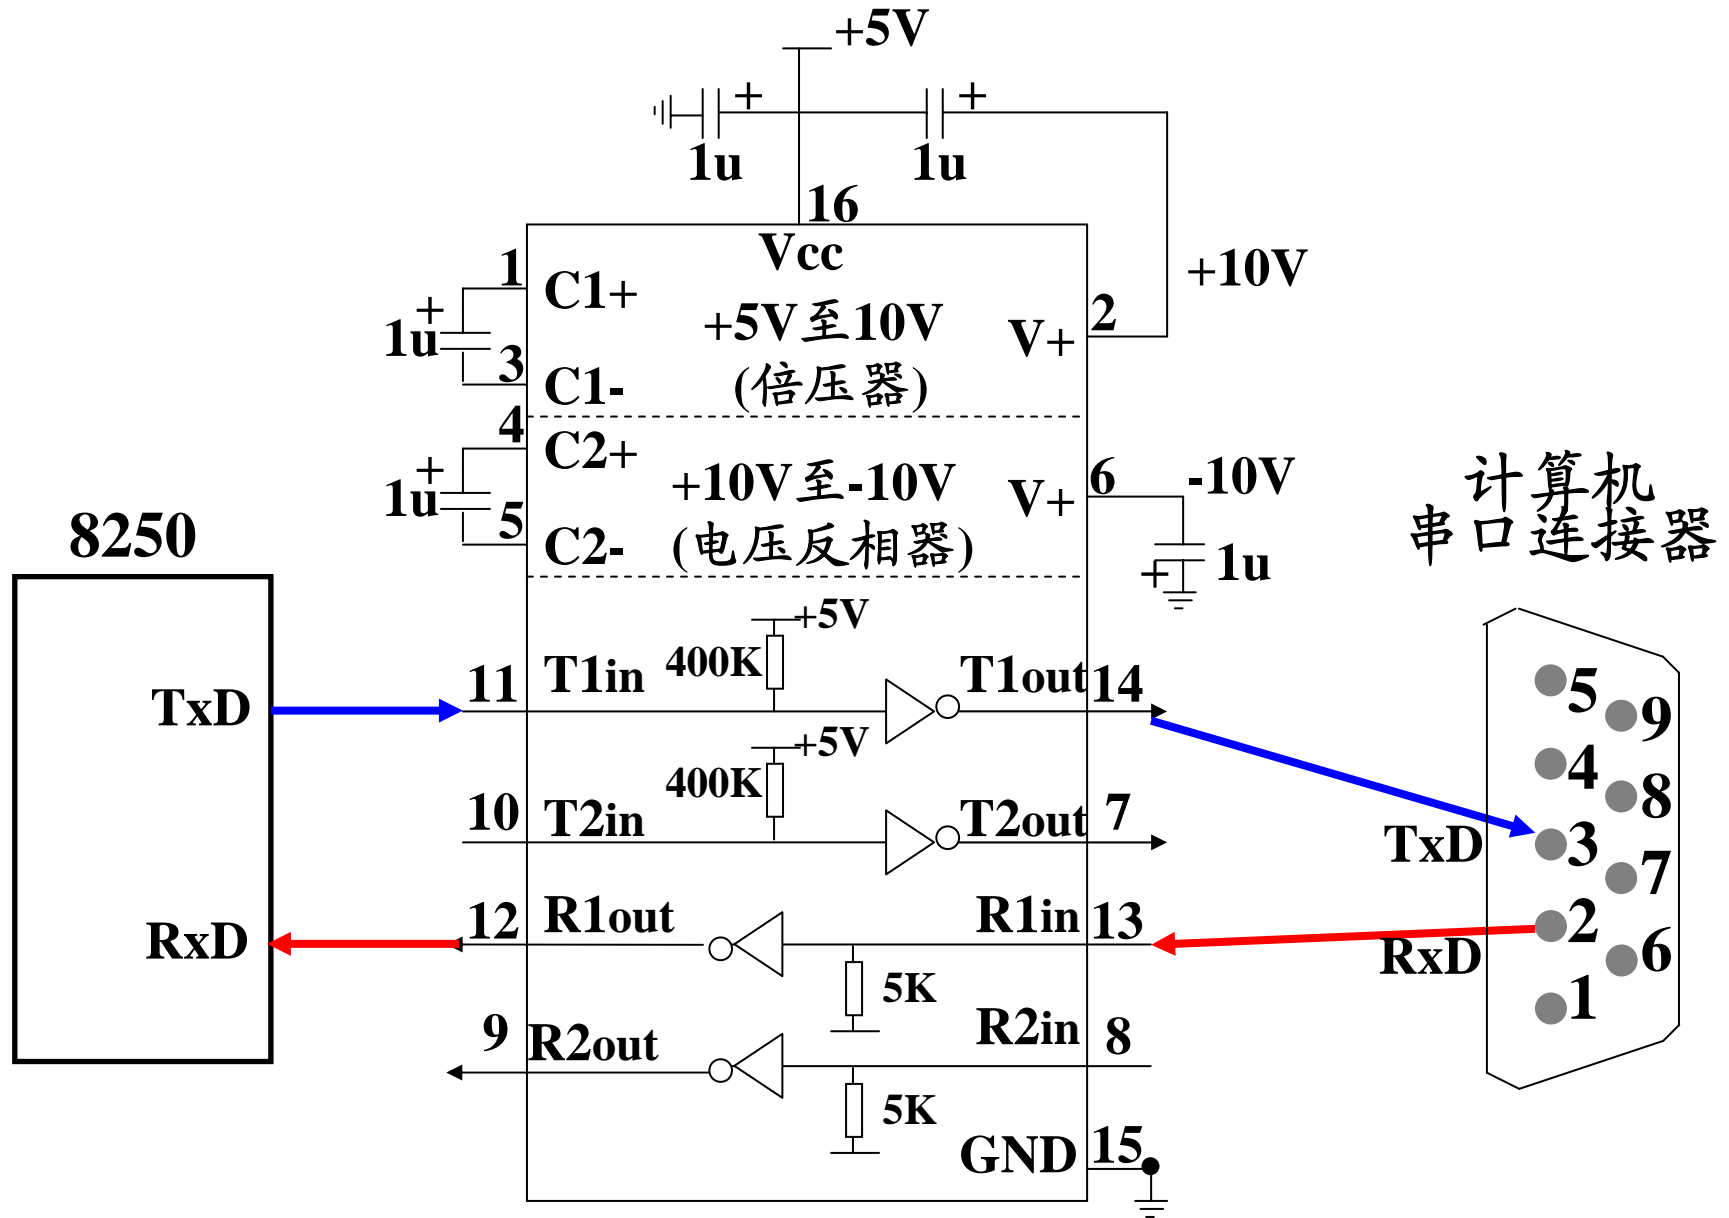 +5V
+
+
1u
1u
16
Vcc
1
C1+
+10V
+
+5V至10V
2
1u
V+
3
C1-
(倍压器)
4
C2+
+
+10V至-10V
6
-10V
1u
V+
5
C2-
(电压反相器)
+
1u
计算机
串口连接器
8250
+5V
400K
T1in
T1out
11
14
TxD
+5V
400K
10
T2in
T2out
7
5
9
4
8
TxD
3
7
R1out
R1in
12
13
2
RxD
RxD
6
5K
1
9
R2out
R2in
8
5K
GND
15